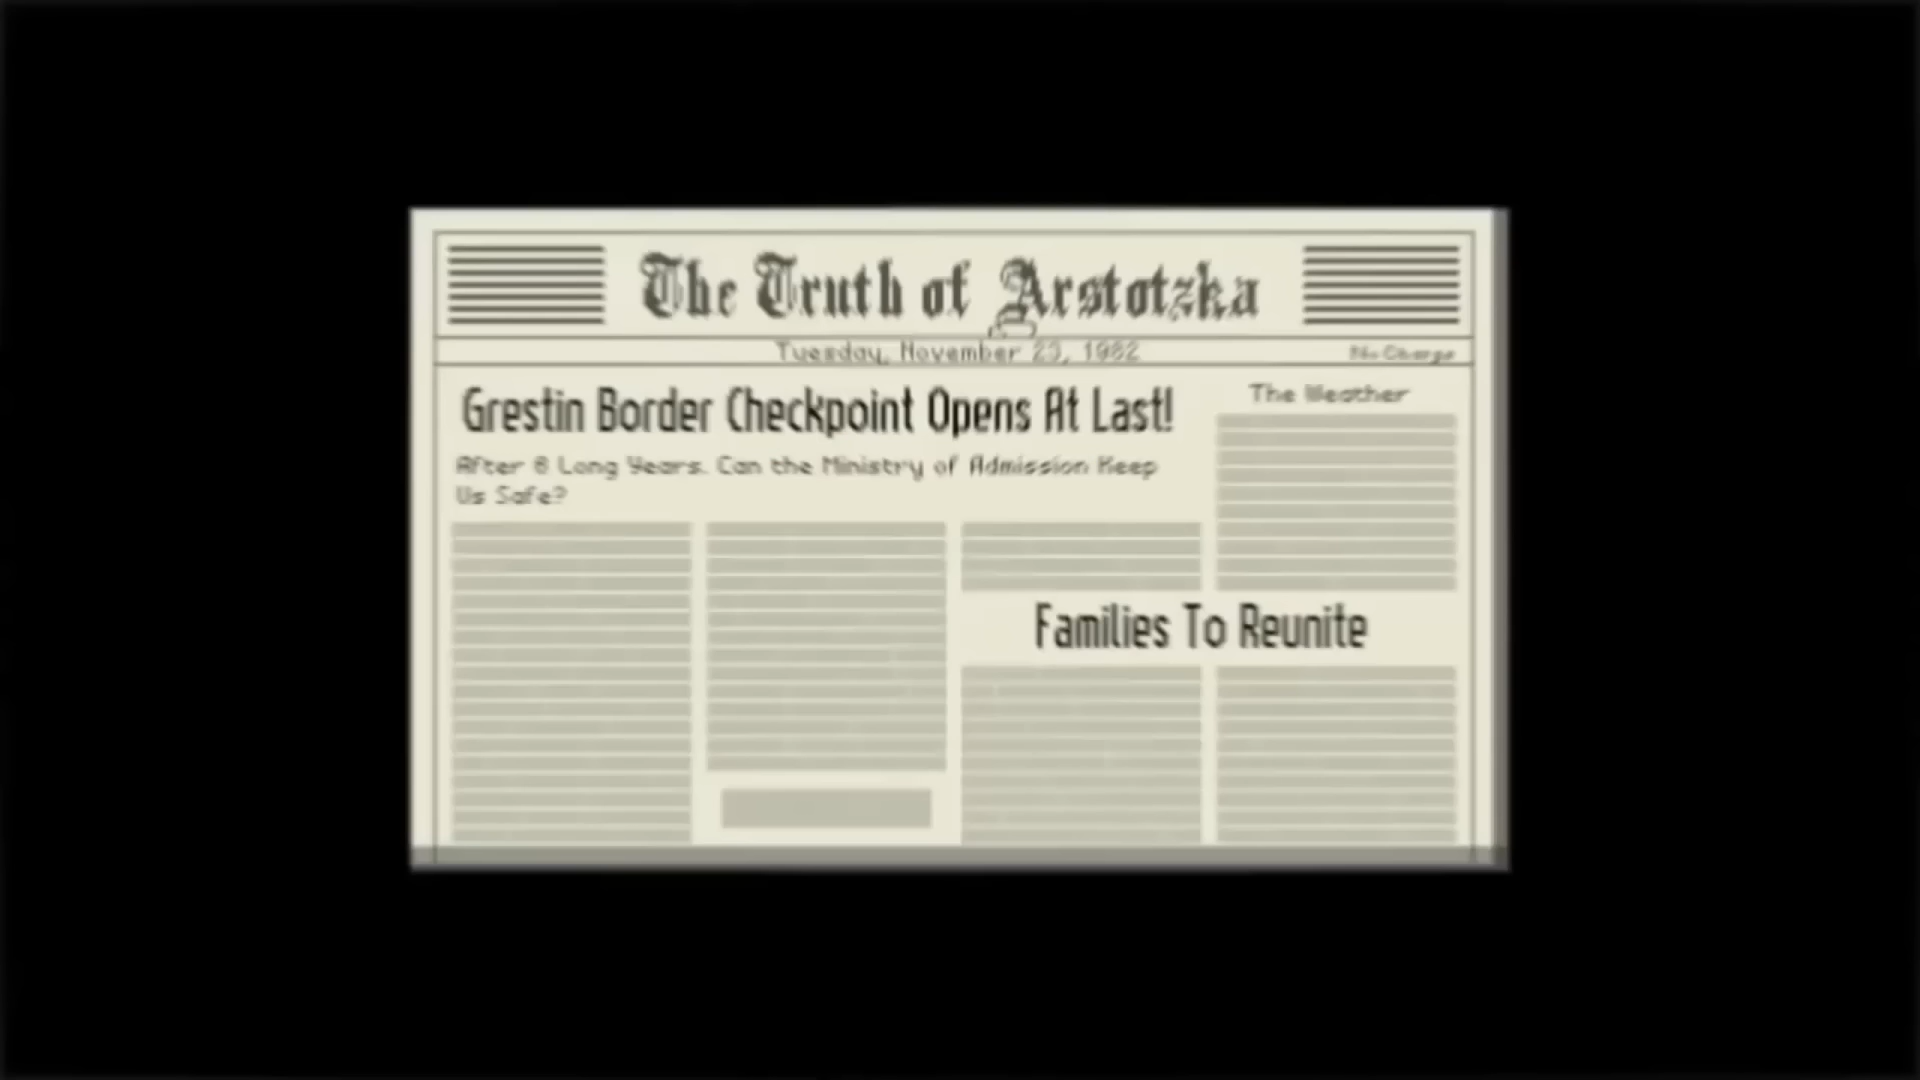 The Truth of Arstotzka
Tuesday, November 23, 1982
No Charge
Grestin Border Checkpoint Opens At Last!
The Weather
After 6 Long Years. Can the Ministry of Admission Keep
Us Safe?
Families To Reunite